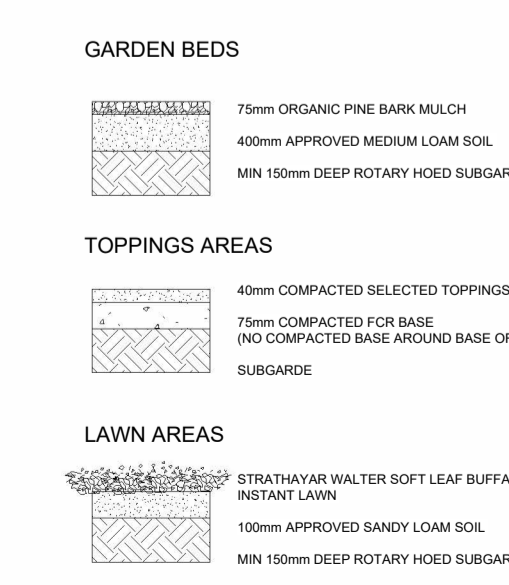 GARDEN BEDS
75mm ORGANIC PINE BARK MULCH
400mm APPROVED MEDIUM LOAM SOIL
MIN 150mm DEEP ROTARY HOED SUBGAR
TOPPINGS AREAS
40mm COMPACTED SELECTED TOPPINGS
75mm COMPACTED FCR BASE
(NO COMPACTED BASE AROUND BASE OF
SUBGARDE
LAWN AREAS
STRATHAYAR WALTER SOFT LEAF BUFFA
INSTANT LAWN
100mm APPROVED SANDY LOAM SOIL
MIN 150mm DEEP ROTARY HOED SUBGAR